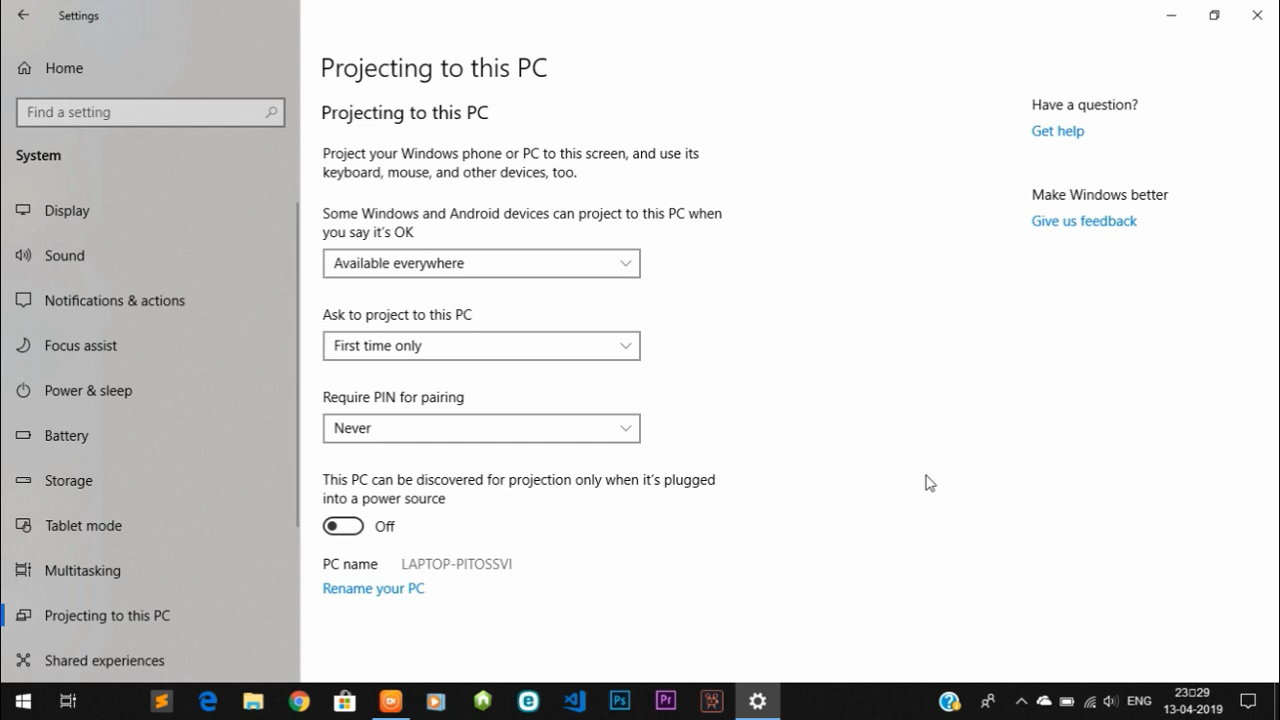 Settings
Home
Find a setting
System
Display
Sound
Notifications & actions
Focus assist
Power & sleep
Battery
Storage
Tablet mode
Multitasking
Projecting to this PC
Shared experiences
Projecting to this PC
Projecting to this PC
Project your Windows phone or PC to this screen, and use its
keyboard, mouse, and other devices, too.
Some Windows and Android devices can project to this PC when
you say it's OK
Available everywhere
Ask to project to this PC
First time only
Require PIN for pairing
Never
This PC can be discovered for projection only when it's plugged
into a power source
Off
PC name LAPTOP-PITOSSVI
Rename your PC
Have a question?
Get help
Make Windows better
Give us feedback
Ps
Pr
ENG
23□29
13-04-2019